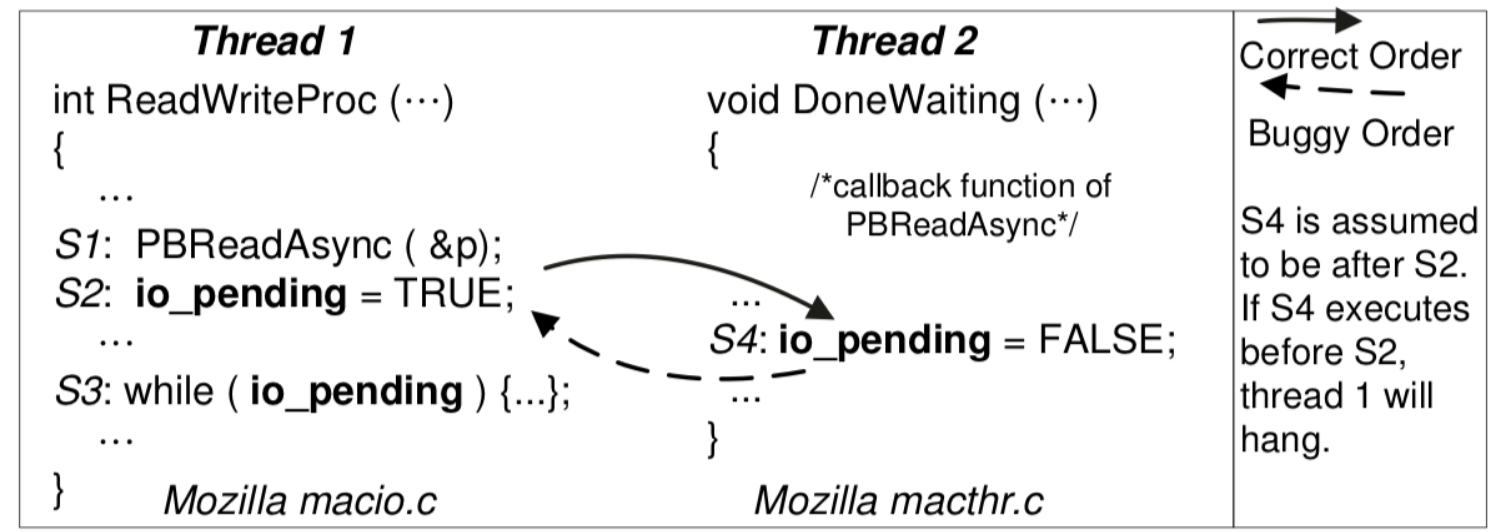 Thread 1
int ReadWriteProc (···)
{
...
S1: PBReadAsync ( &p);
S2: io_pending = TRUE;
...
S3: while ( io_pending ) {...};
...
}
Mozilla macio.c
Thread 2
void DoneWaiting (···)
{
/*callback function of
PBReadAsync*/
...
S4: io_pending = FALSE;
...
}
Mozilla macthr.c
Correct Order
Buggy Order
S4 is assumed
to be after S2.
If S4 executes
before S2,
thread 1 will
hang.